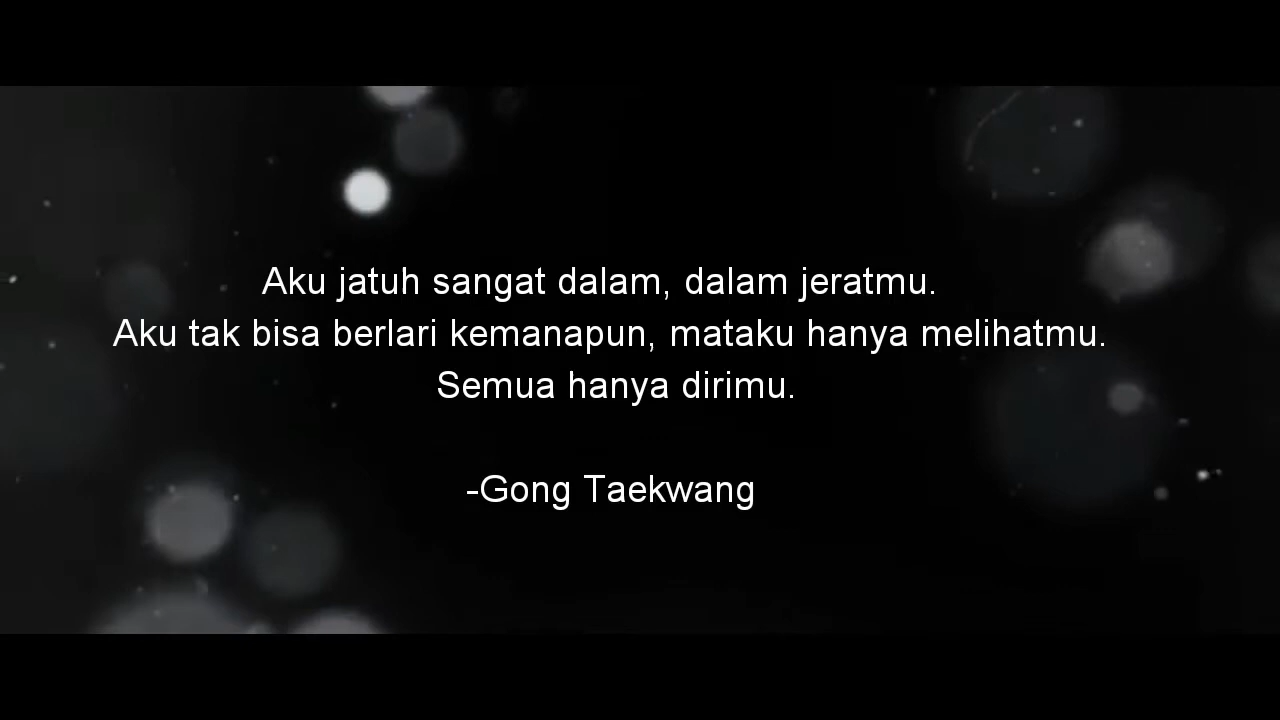 Aku jatuh sangat dalam, dalam jeratmu.
Aku tak bisa berlari kemanapun, mataku hanya melihatmu.
Semua hanya dirimu.
-Gong Taekwang